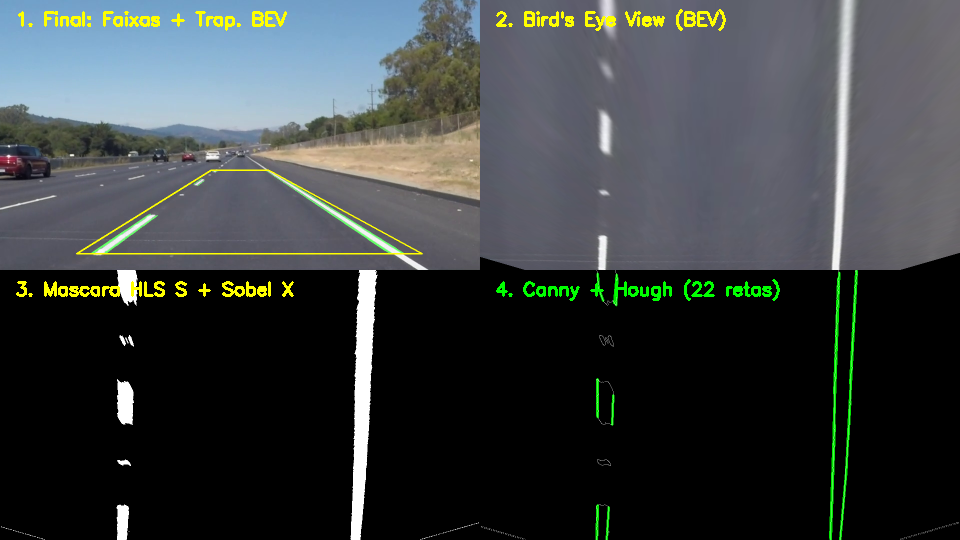 1. Final: Faixas + Trap. BEV
2. Bird's Eye View (BEV)
3. Mascara HLS S + Sobel X
4. Canny + Hough (22 retas)